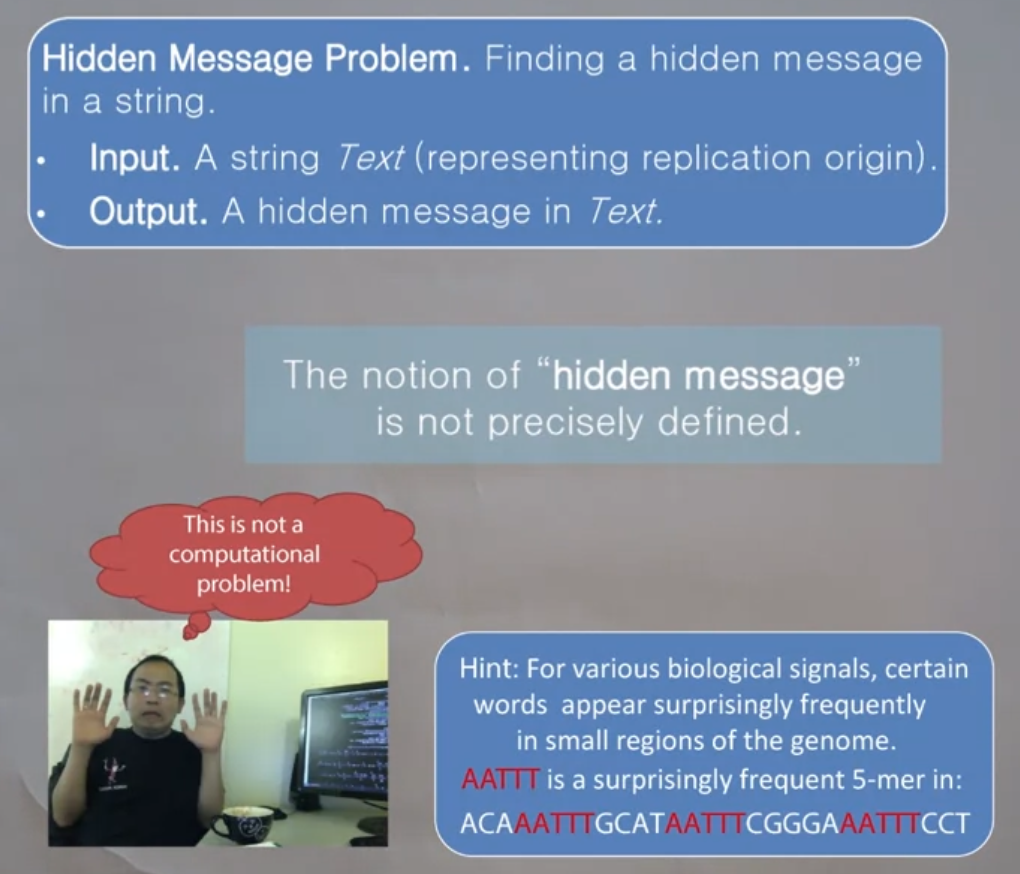 Hidden Message Problem. Finding a hidden message
in a string.
• Input. A string Text (representing replication origin).
• Output. A hidden message in Text.
The notion of “hidden message”
is not precisely defined.
This is not a
computational
problem!
Hint: For various biological signals, certain
words appear surprisingly frequently
in small regions of the genome.
AATTT is a surprisingly frequent 5-mer in:
ACAAATTTGCATAATTTCGGGAAATTTCCT